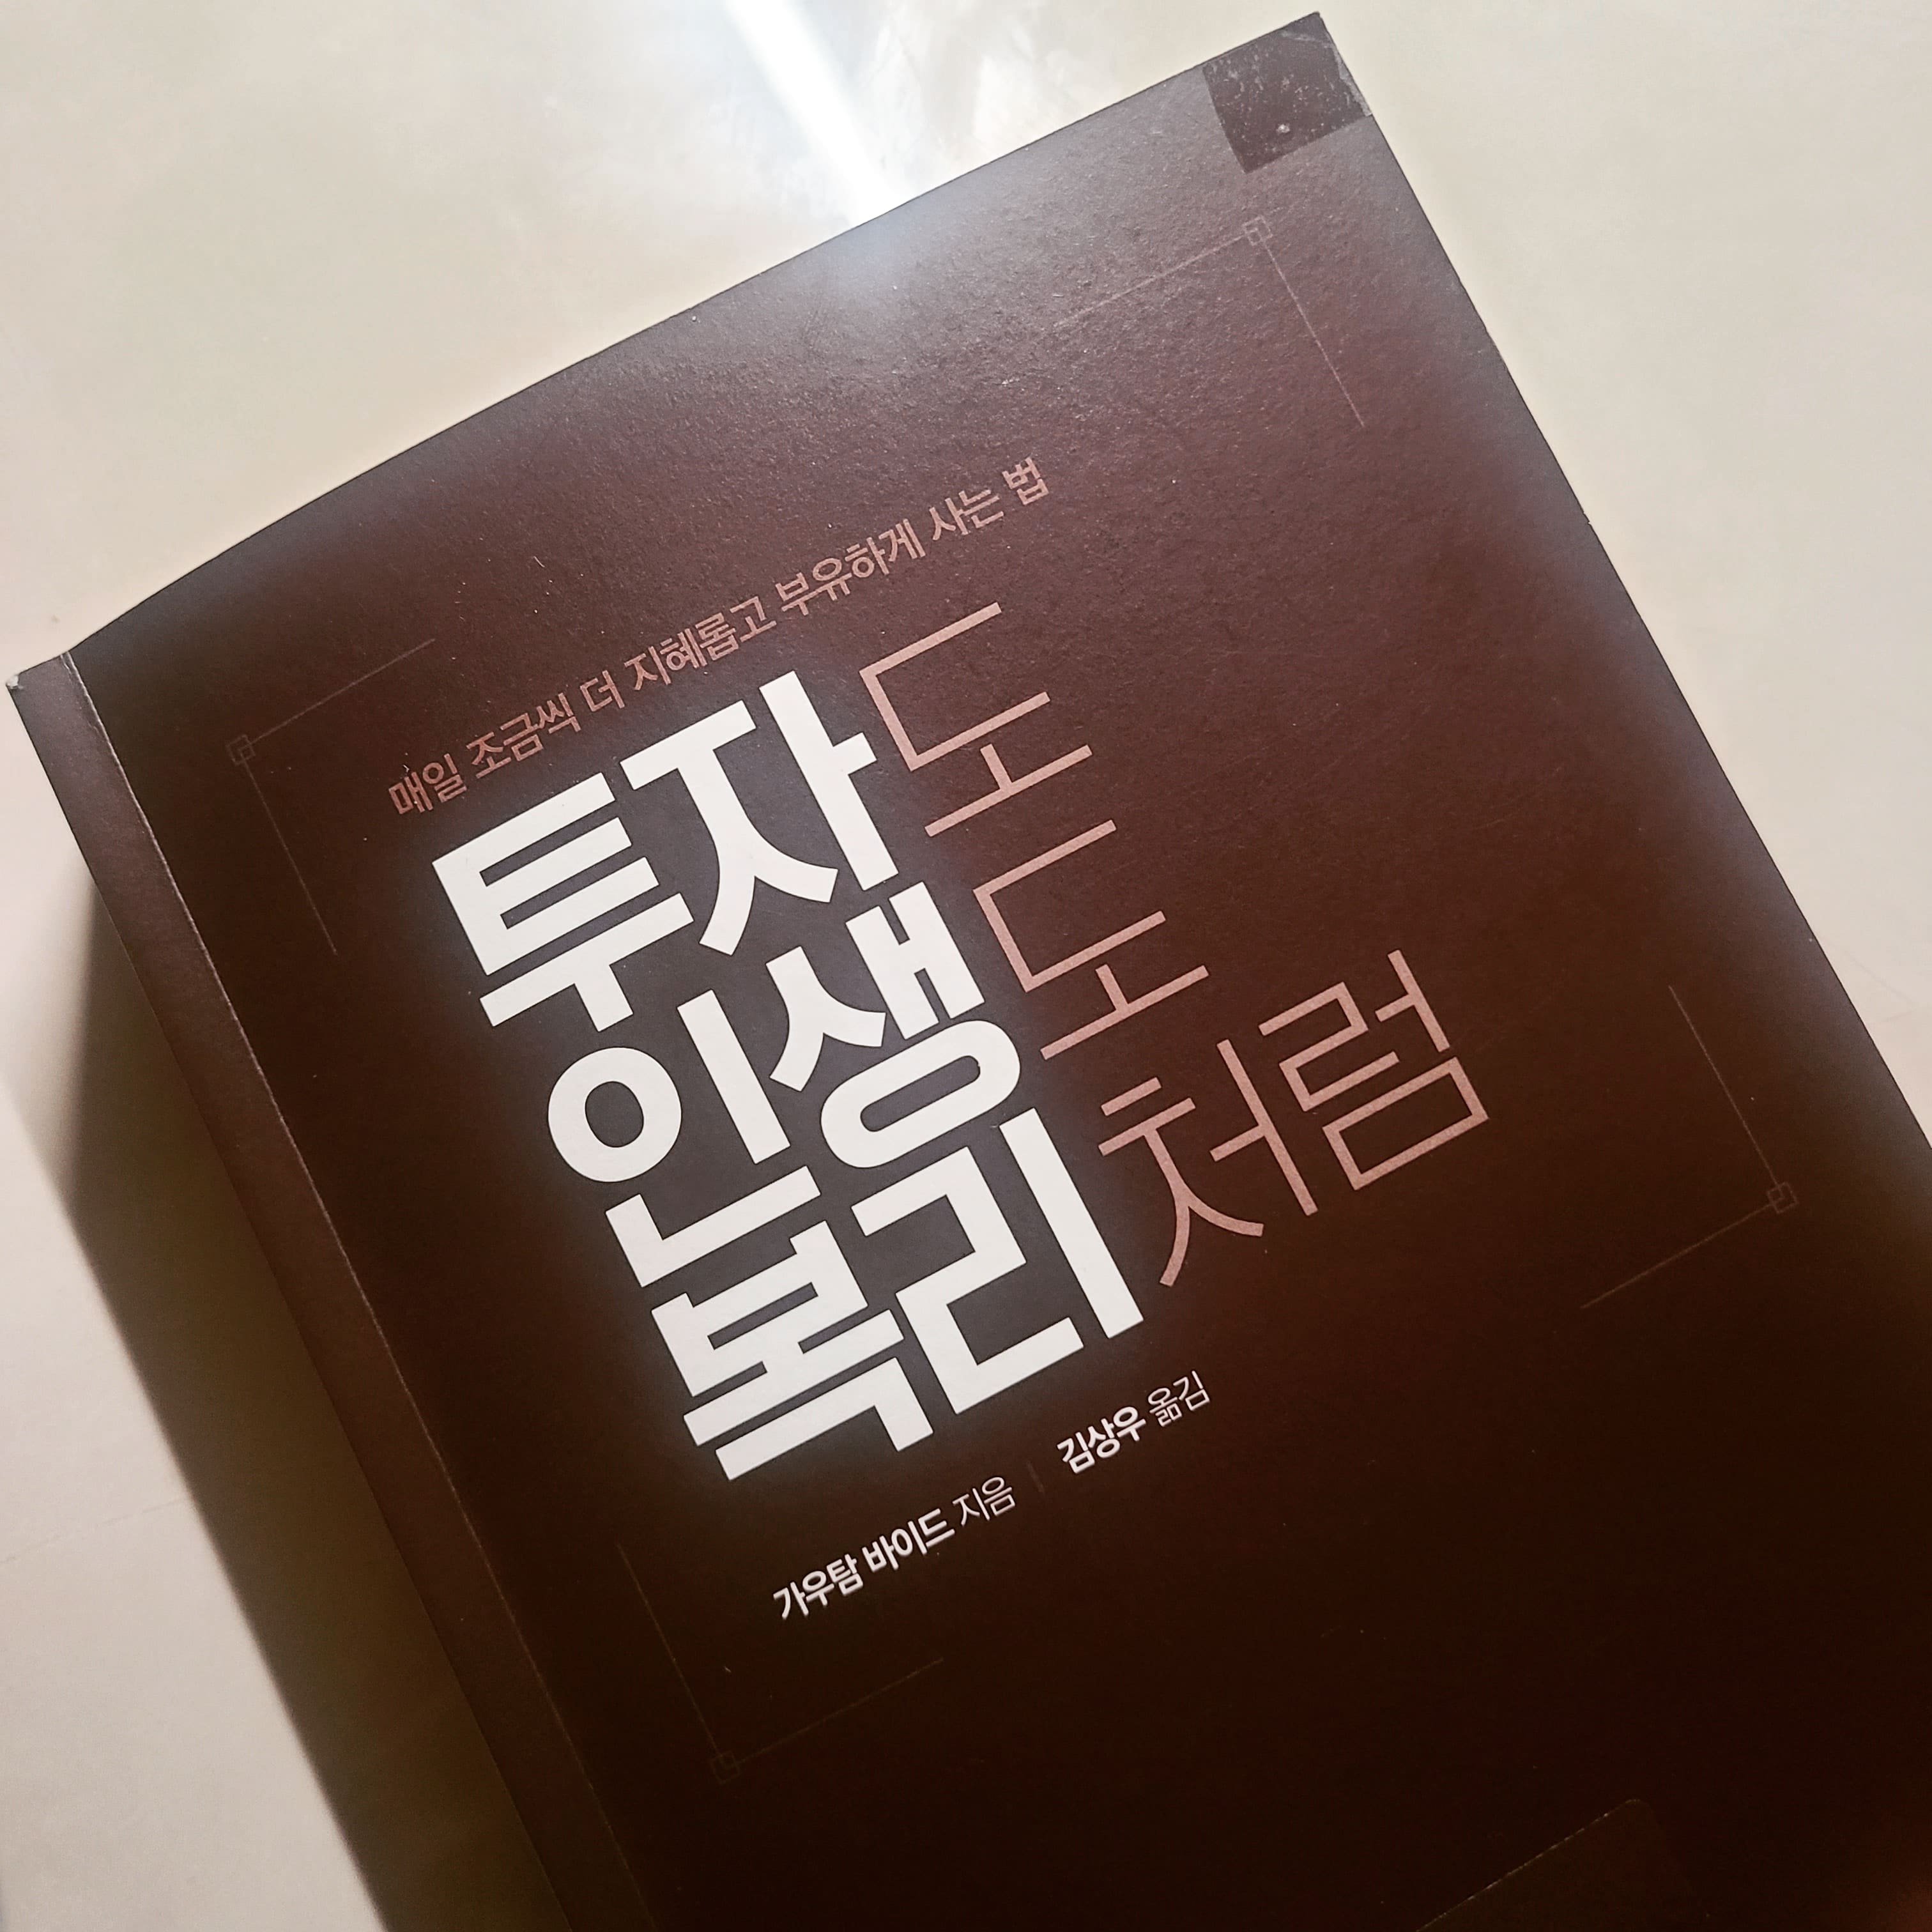 매일 조금씩 더 지혜롭고 부유하게 사는 법
투자도
인생도
복리처럼
가우탐 바이드 지음 | 김상우 옮김